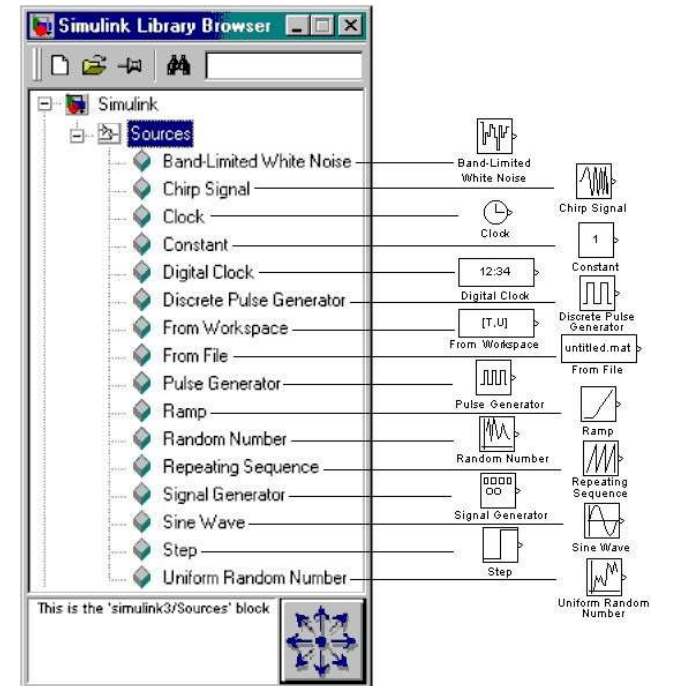 Simulink Library Browser
Simulink
Sources
Band-Limited White Noise
Chirp Signal
Clock
Constant
Digital Clock
Discrete Pulse Generator
From Workspace
From File
Pulse Generator
Ramp
Random Number
Repeating Sequence
Signal Generator
Sine Wave
Step
Uniform Random Number
This is the 'simulink3/Sources' block
Band-Limited
White Noise
Chirp Signal
Clock
1
Constant
12:34
Digital Clock
Discrete Pulse
Generator
[T,U]
From Workspace
untitled.mat
From File
Pulse Generator
Ramp
Random Number
Repeating
Sequence
Signal Generator
Sine Wave
Step
Uniform Random
Number